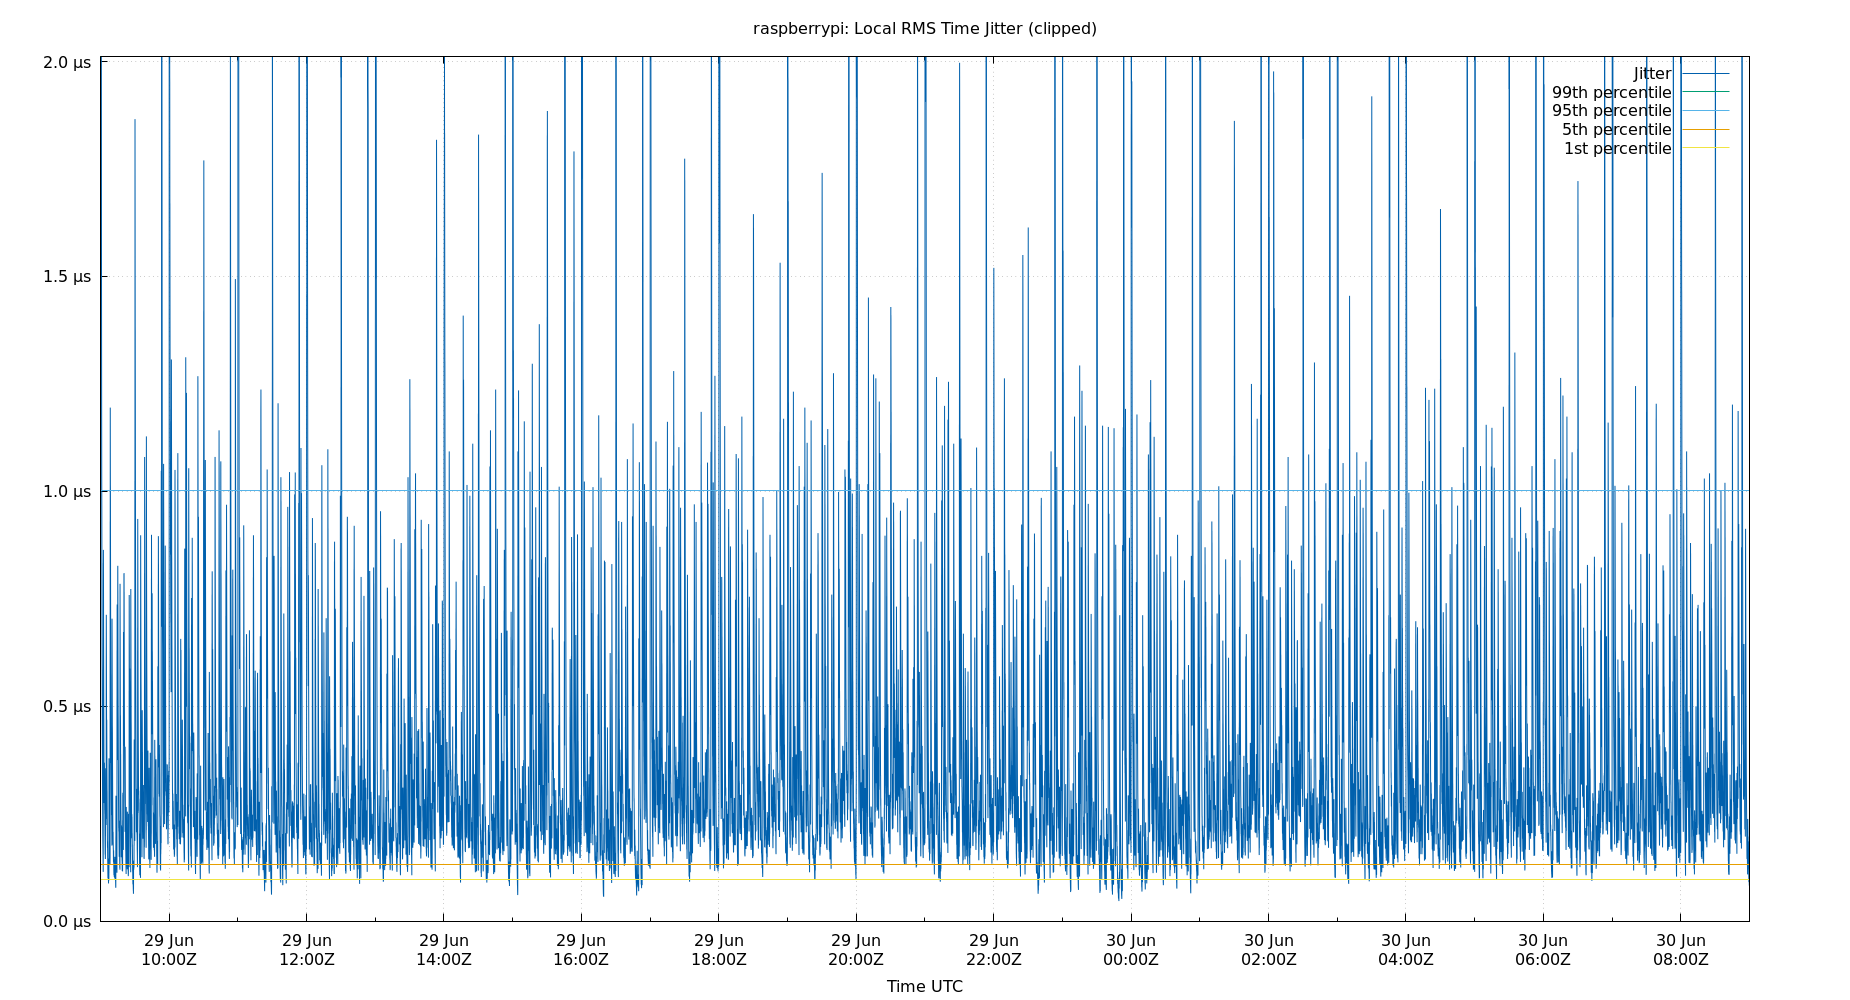 raspberrypi: Local RMS Time Jitter (clipped)
2.0 µs
1.5 µs
1.0 µs
0.5 µs
0.0 µs
Jitter
99th percentile
95th percentile
5th percentile
1st percentile
29 Jun 29 Jun 29 Jun 29 Jun 29 Jun 29 Jun 29 Jun 30 Jun 30 Jun 30 Jun 30 Jun 30 Jun
10:00Z 12:00Z 14:00Z 16:00Z 18:00Z 20:00Z 22:00Z 00:00Z 02:00Z 04:00Z 06:00Z 08:00Z
Time UTC